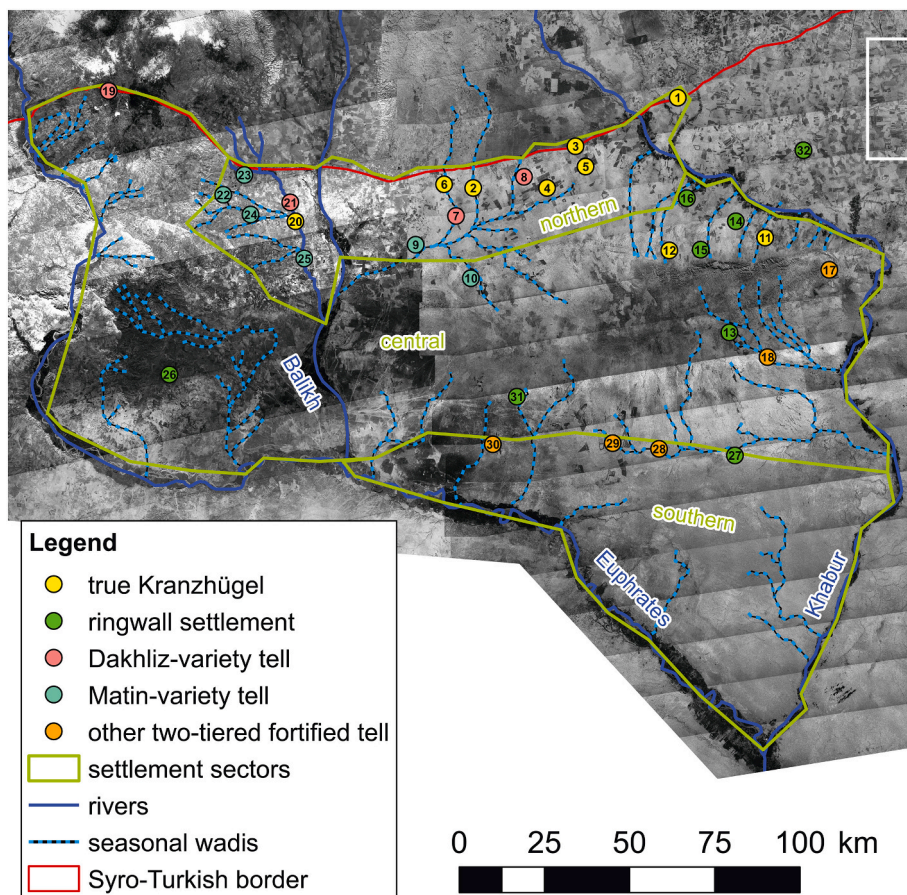 1
19
32
3
5
23
8
6
2
4
22
21
16
24
20
7
northern
14
9
11
25
12
15
10
17
central
13
18
Balikh
26
31
30
29
28
27
southern
Euphrates
Khabur
Legend
true Kranzhügel
ringwall settlement
Dakhliz-variety tell
Matin-variety tell
other two-tiered fortified tell
settlement sectors
rivers
seasonal wadis
Syro-Turkish border
0 25 50 75 100 km